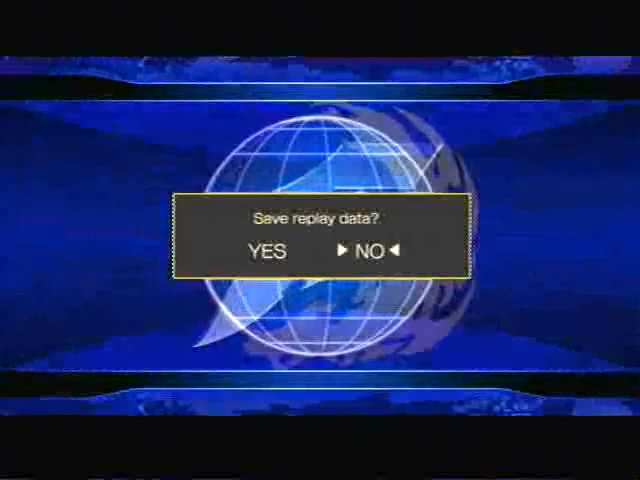 Save replay data?
YES ▶ NO ◀